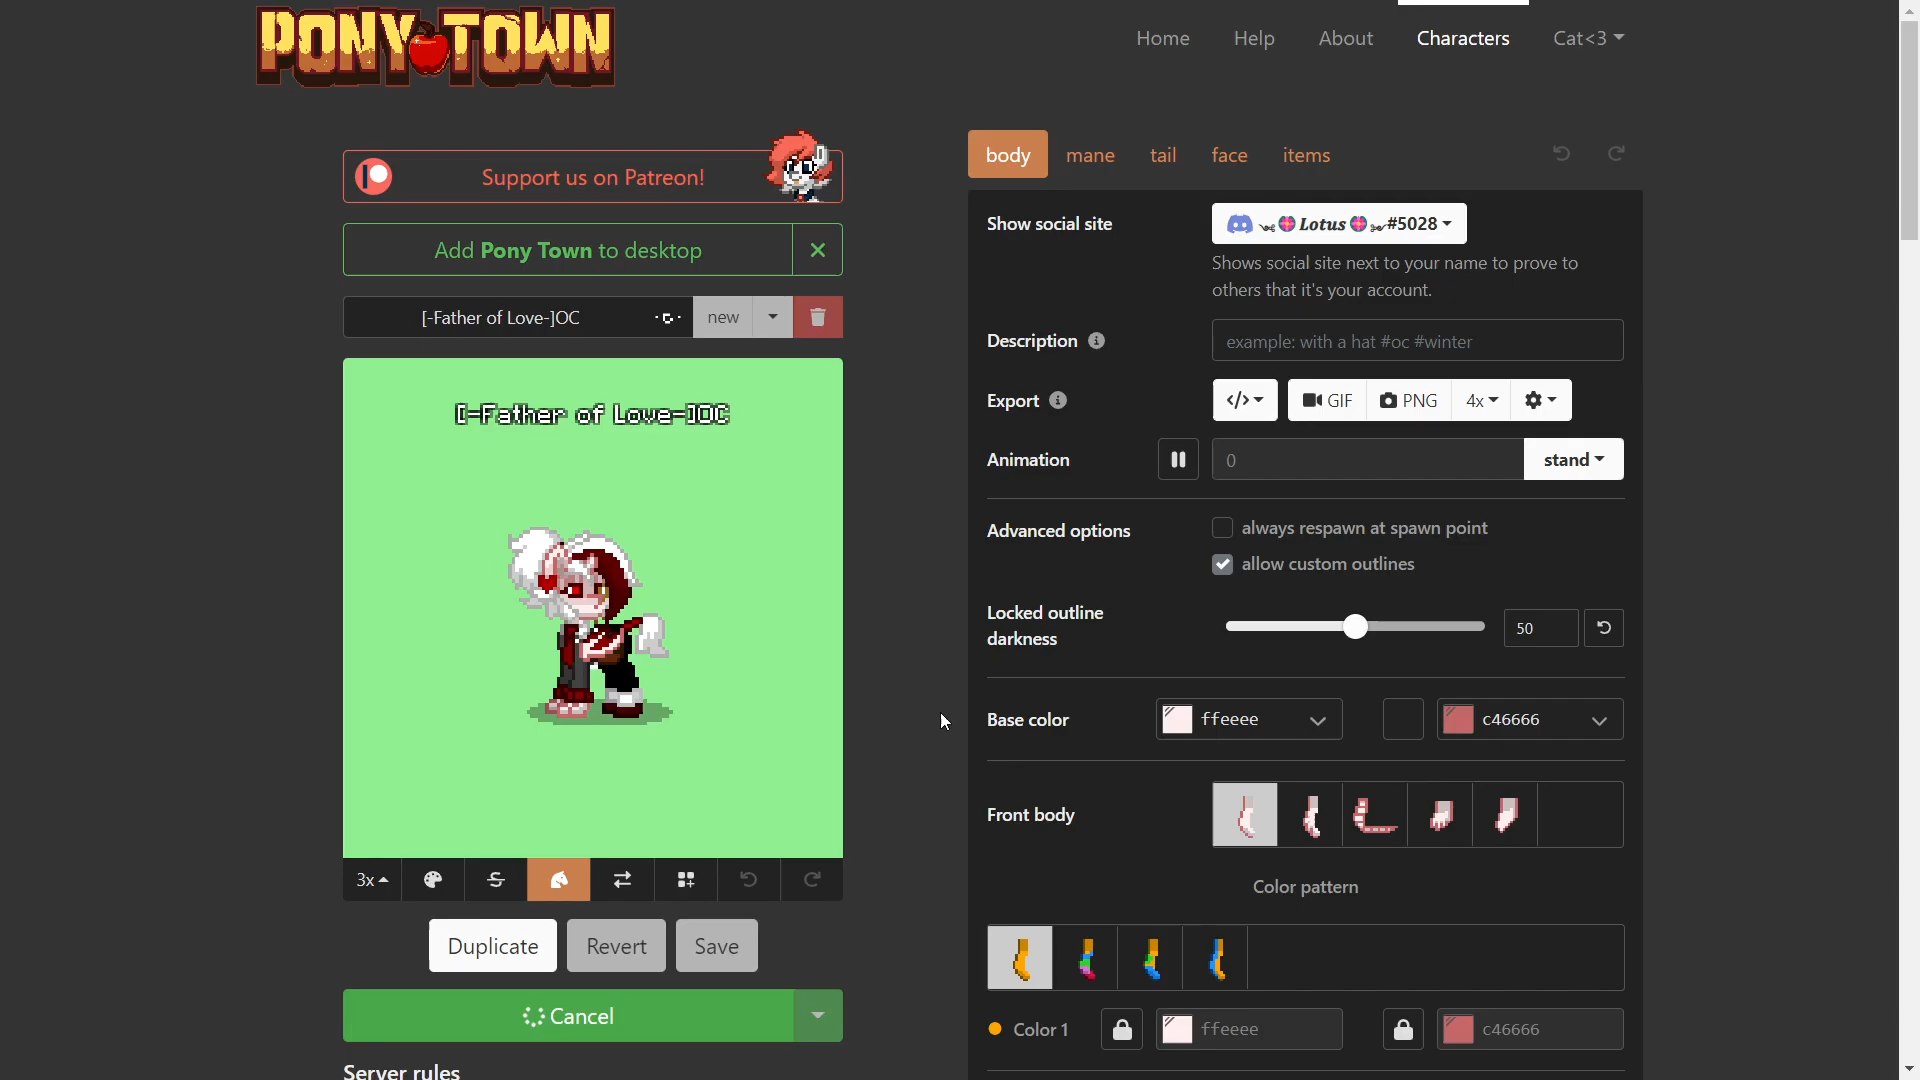 PONY TOWN
Home
Help
About
Characters
Cat<3
Support us on Patreon!
Add Pony Town to desktop
[-Father of Love-]OC
new
[-Father of Love-]OC
3x
Duplicate
Revert
Save
Cancel
Server rules
body
mane
tail
face
items
Show social site
Lotus #5028
Shows social site next to your name to prove to
others that it's your account.
Description
example: with a hat #oc #winter
Export
</>
GIF
PNG
4x
Animation
0
stand
Advanced options
always respawn at spawn point
allow custom outlines
Locked outline
darkness
50
Base color
ffeeee
c46666
Front body
Color pattern
Color 1
ffeeee
c46666